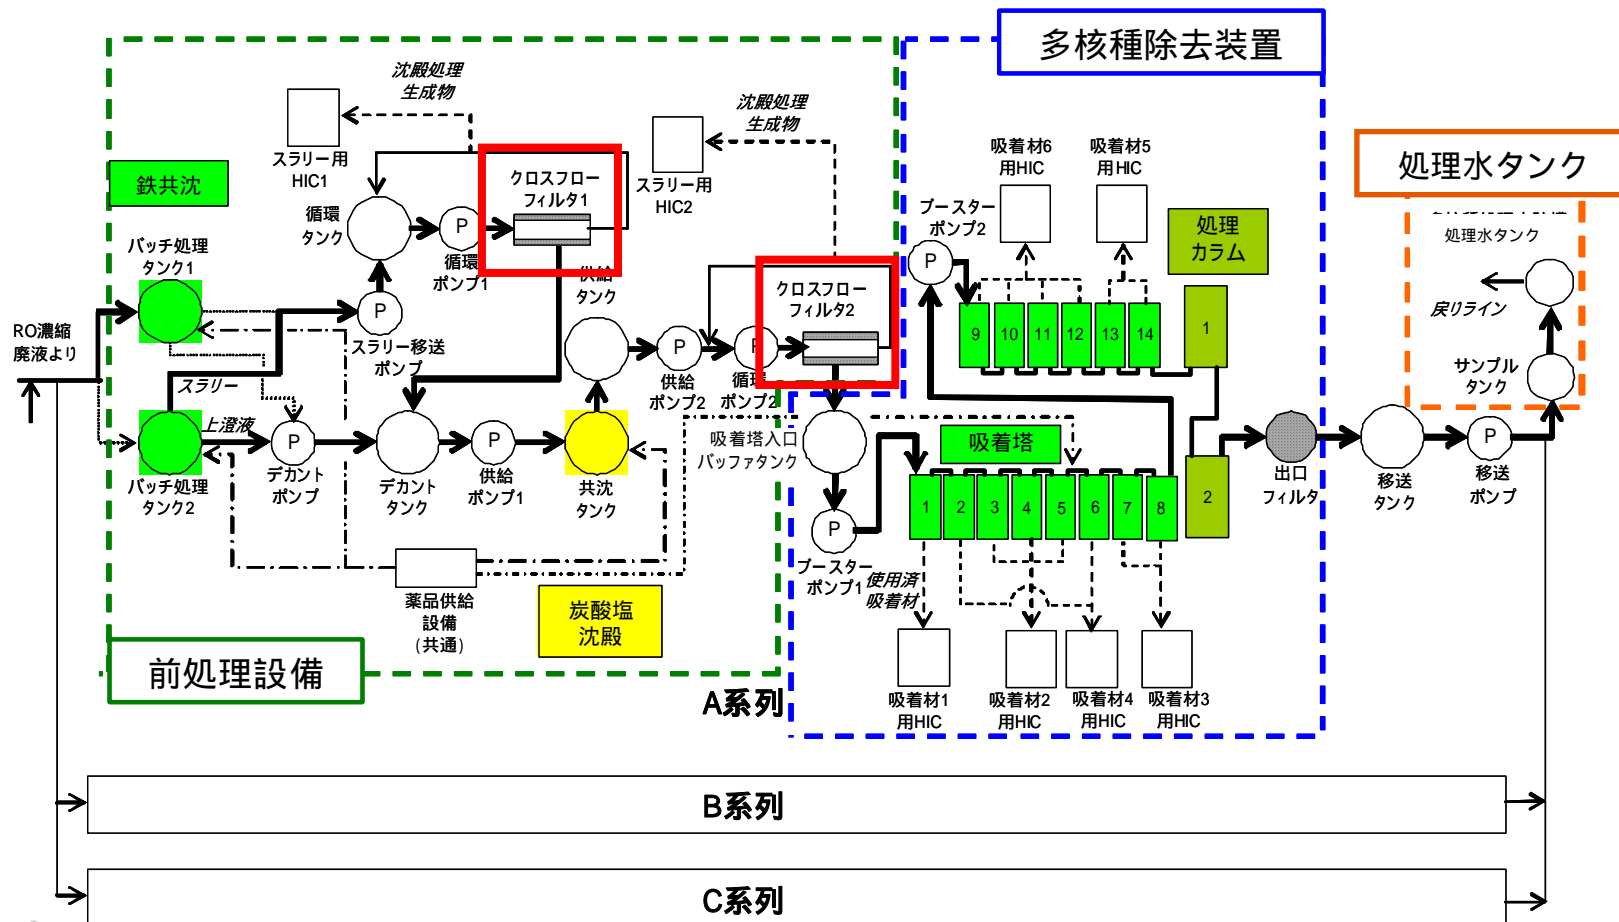 多核種除去装置
処理水タンク
沈殿処理
生成物
沈殿処理
生成物
スラリー用
HIC1
スラリー用
HIC2
鉄共沈
クロスフロー
フィルタ1
循環
タンク
P
循環
ポンプ1
バッチ処理
タンク1
P
スラリー移送
ポンプ
RO濃縮
廃液より
スラリー
上澄液
バッチ処理
タンク2
P
デカント
ポンプ
デカント
タンク
P
供給
ポンプ1
共沈
タンク
供給
タンク
P
供給
ポンプ2
P
循環
ポンプ2
クロスフロー
フィルタ2
吸着塔入口
バッファタンク
P
ブースター
ポンプ1
薬品供給
設備
(共通)
炭酸塩
沈殿
前処理設備
A系列
吸着材6
用HIC
吸着材5
用HIC
ブースター
ポンプ2
P
処理
カラム
9
10
11
12
13
14
1
吸着塔
1
2
3
4
5
6
7
8
2
使用済
吸着材
吸着材1
用HIC
吸着材2
用HIC
吸着材4
用HIC
吸着材3
用HIC
出口
フィルタ
移送
タンク
P
移送
ポンプ
処理水タンク
戻りライン
サンプル
タンク
B系列
C系列